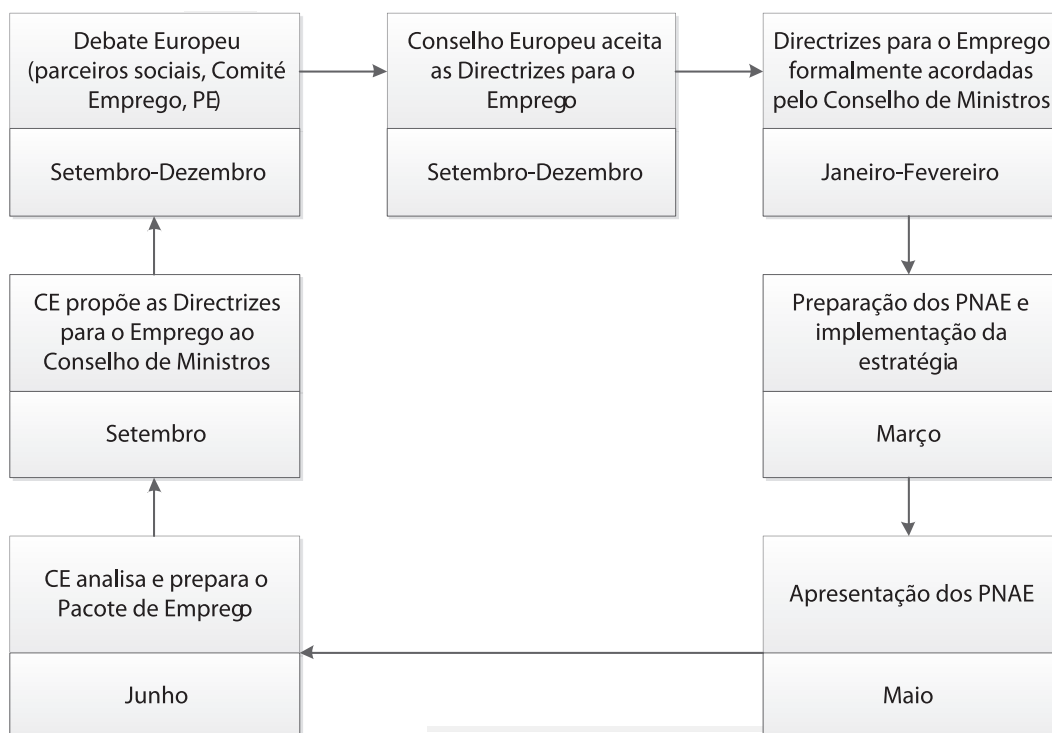 Debate Europeu
(parceiros sociais, Comité
Emprego, PE)
Setembro-Dezembro
Conselho Europeu aceita
as Directrizes para o
Emprego
Setembro-Dezembro
Directrizes para o Emprego
formalmente acordadas
pelo Conselho de Ministros
Janeiro-Fevereiro
CE propõe as Directrizes
para o Emprego ao
Conselho de Ministros
Setembro
Preparação dos PNAE e
implementação da
estratégia
Março
CE analisa e prepara o
Pacote de Emprego
Junho
Apresentação dos PNAE
Maio